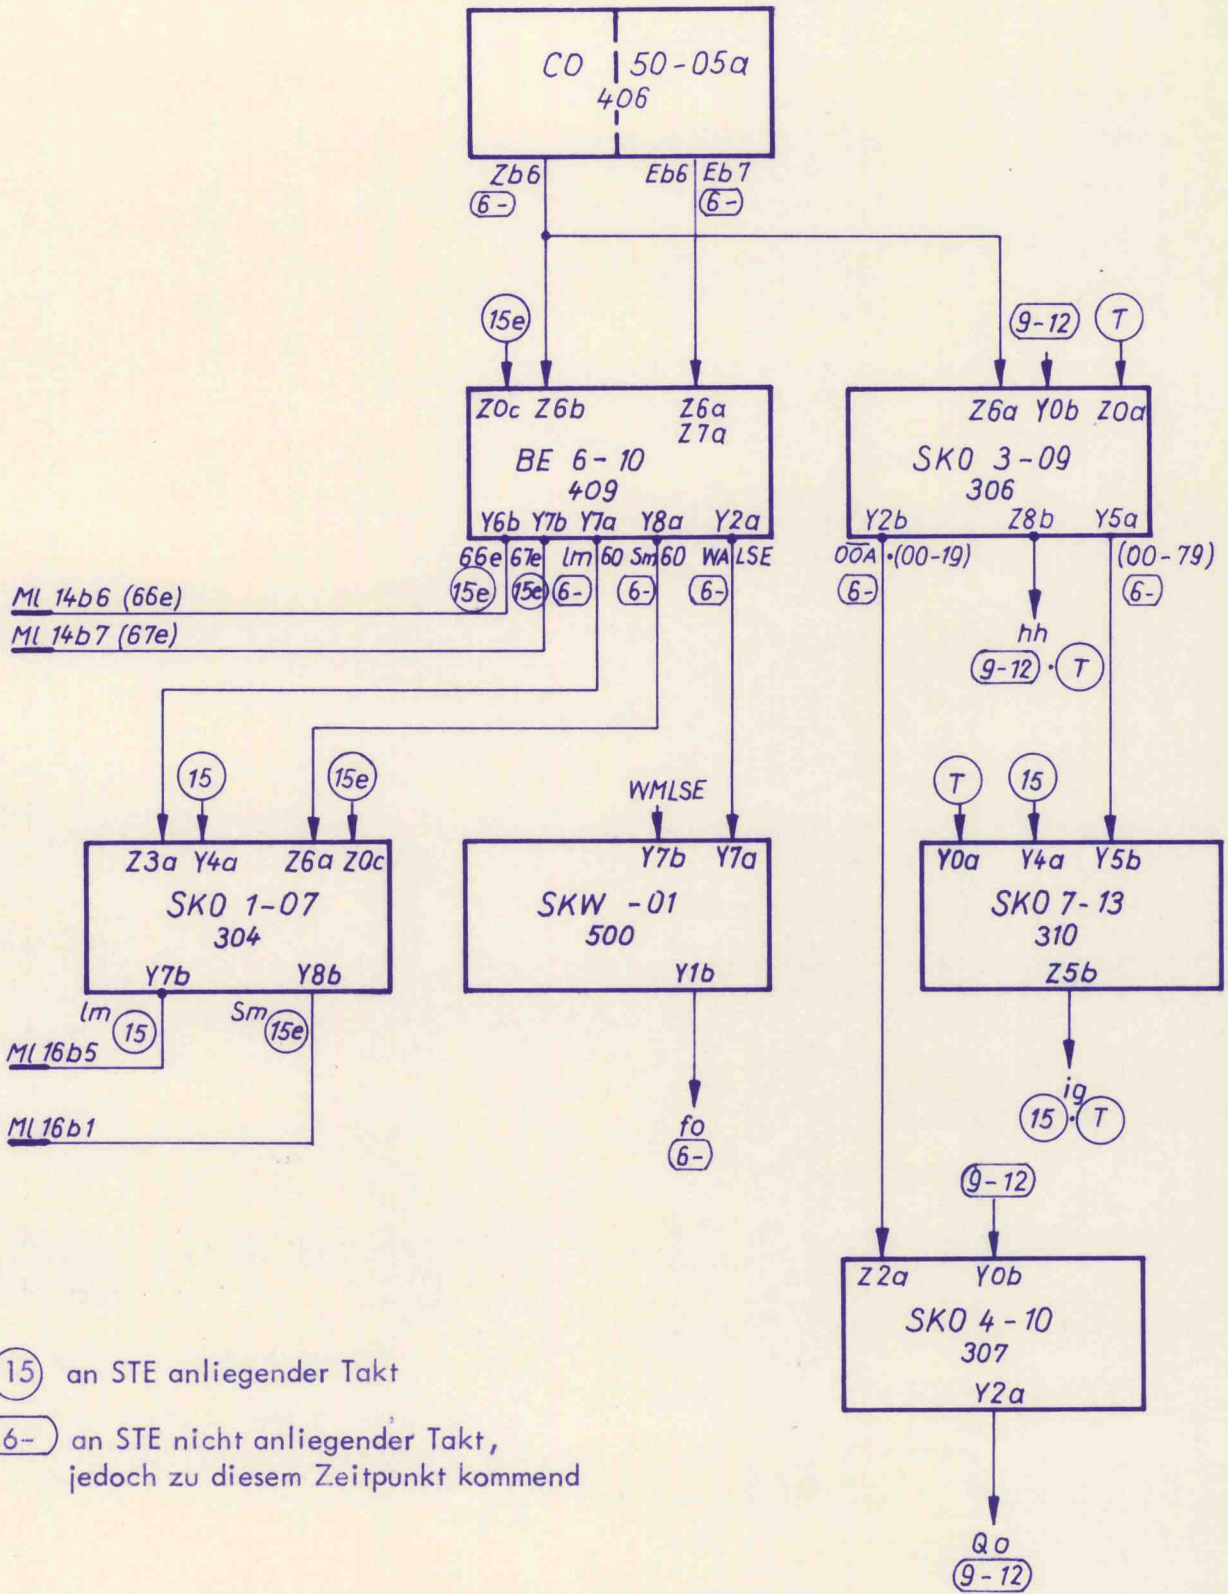 CO 50-05a
406
Zb6 Eb6 Eb7
6- 6-
15e 9-12 T
Z0c Z6b Z6a Z6a Y0b Z0a
Z7a
BE 6-10 SKO 3-09
409 306
Y6b Y7b Y7a Y8a Y2a Y2b Z8b Y5a
66e 67e lm 60 Sm 60 WALSE 00A·(00-19) (00-79)
15e 15e 6- 6- 6- 6- 6-
Ml 14b6 (66e)
Ml 14b7 (67e)
hh
9-12 · T
15 15e WMLSE T 15
Z3a Y4a Z6a Z0c Y7b Y7a Y0a Y4a Y5b
SKO 1-07 SKW -01 SKO 7-13
304 500 310
Y7b Y8b Y1b Z5b
lm 15 Sm 15e
Ml 16b5
Ml 16b1
fo
6-
ig
15 · T
9-12
Z2a Y0b
SKO 4-10
307
Y2a
Qo
9-12
15 an STE anliegender Takt
6- an STE nicht anliegender Takt,
jedoch zu diesem Zeitpunkt kommend